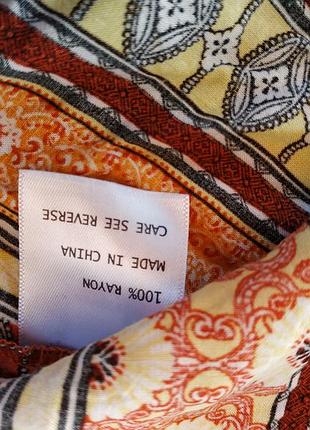 100% RAYON
MADE IN CHINA
CARE SEE REVERSE